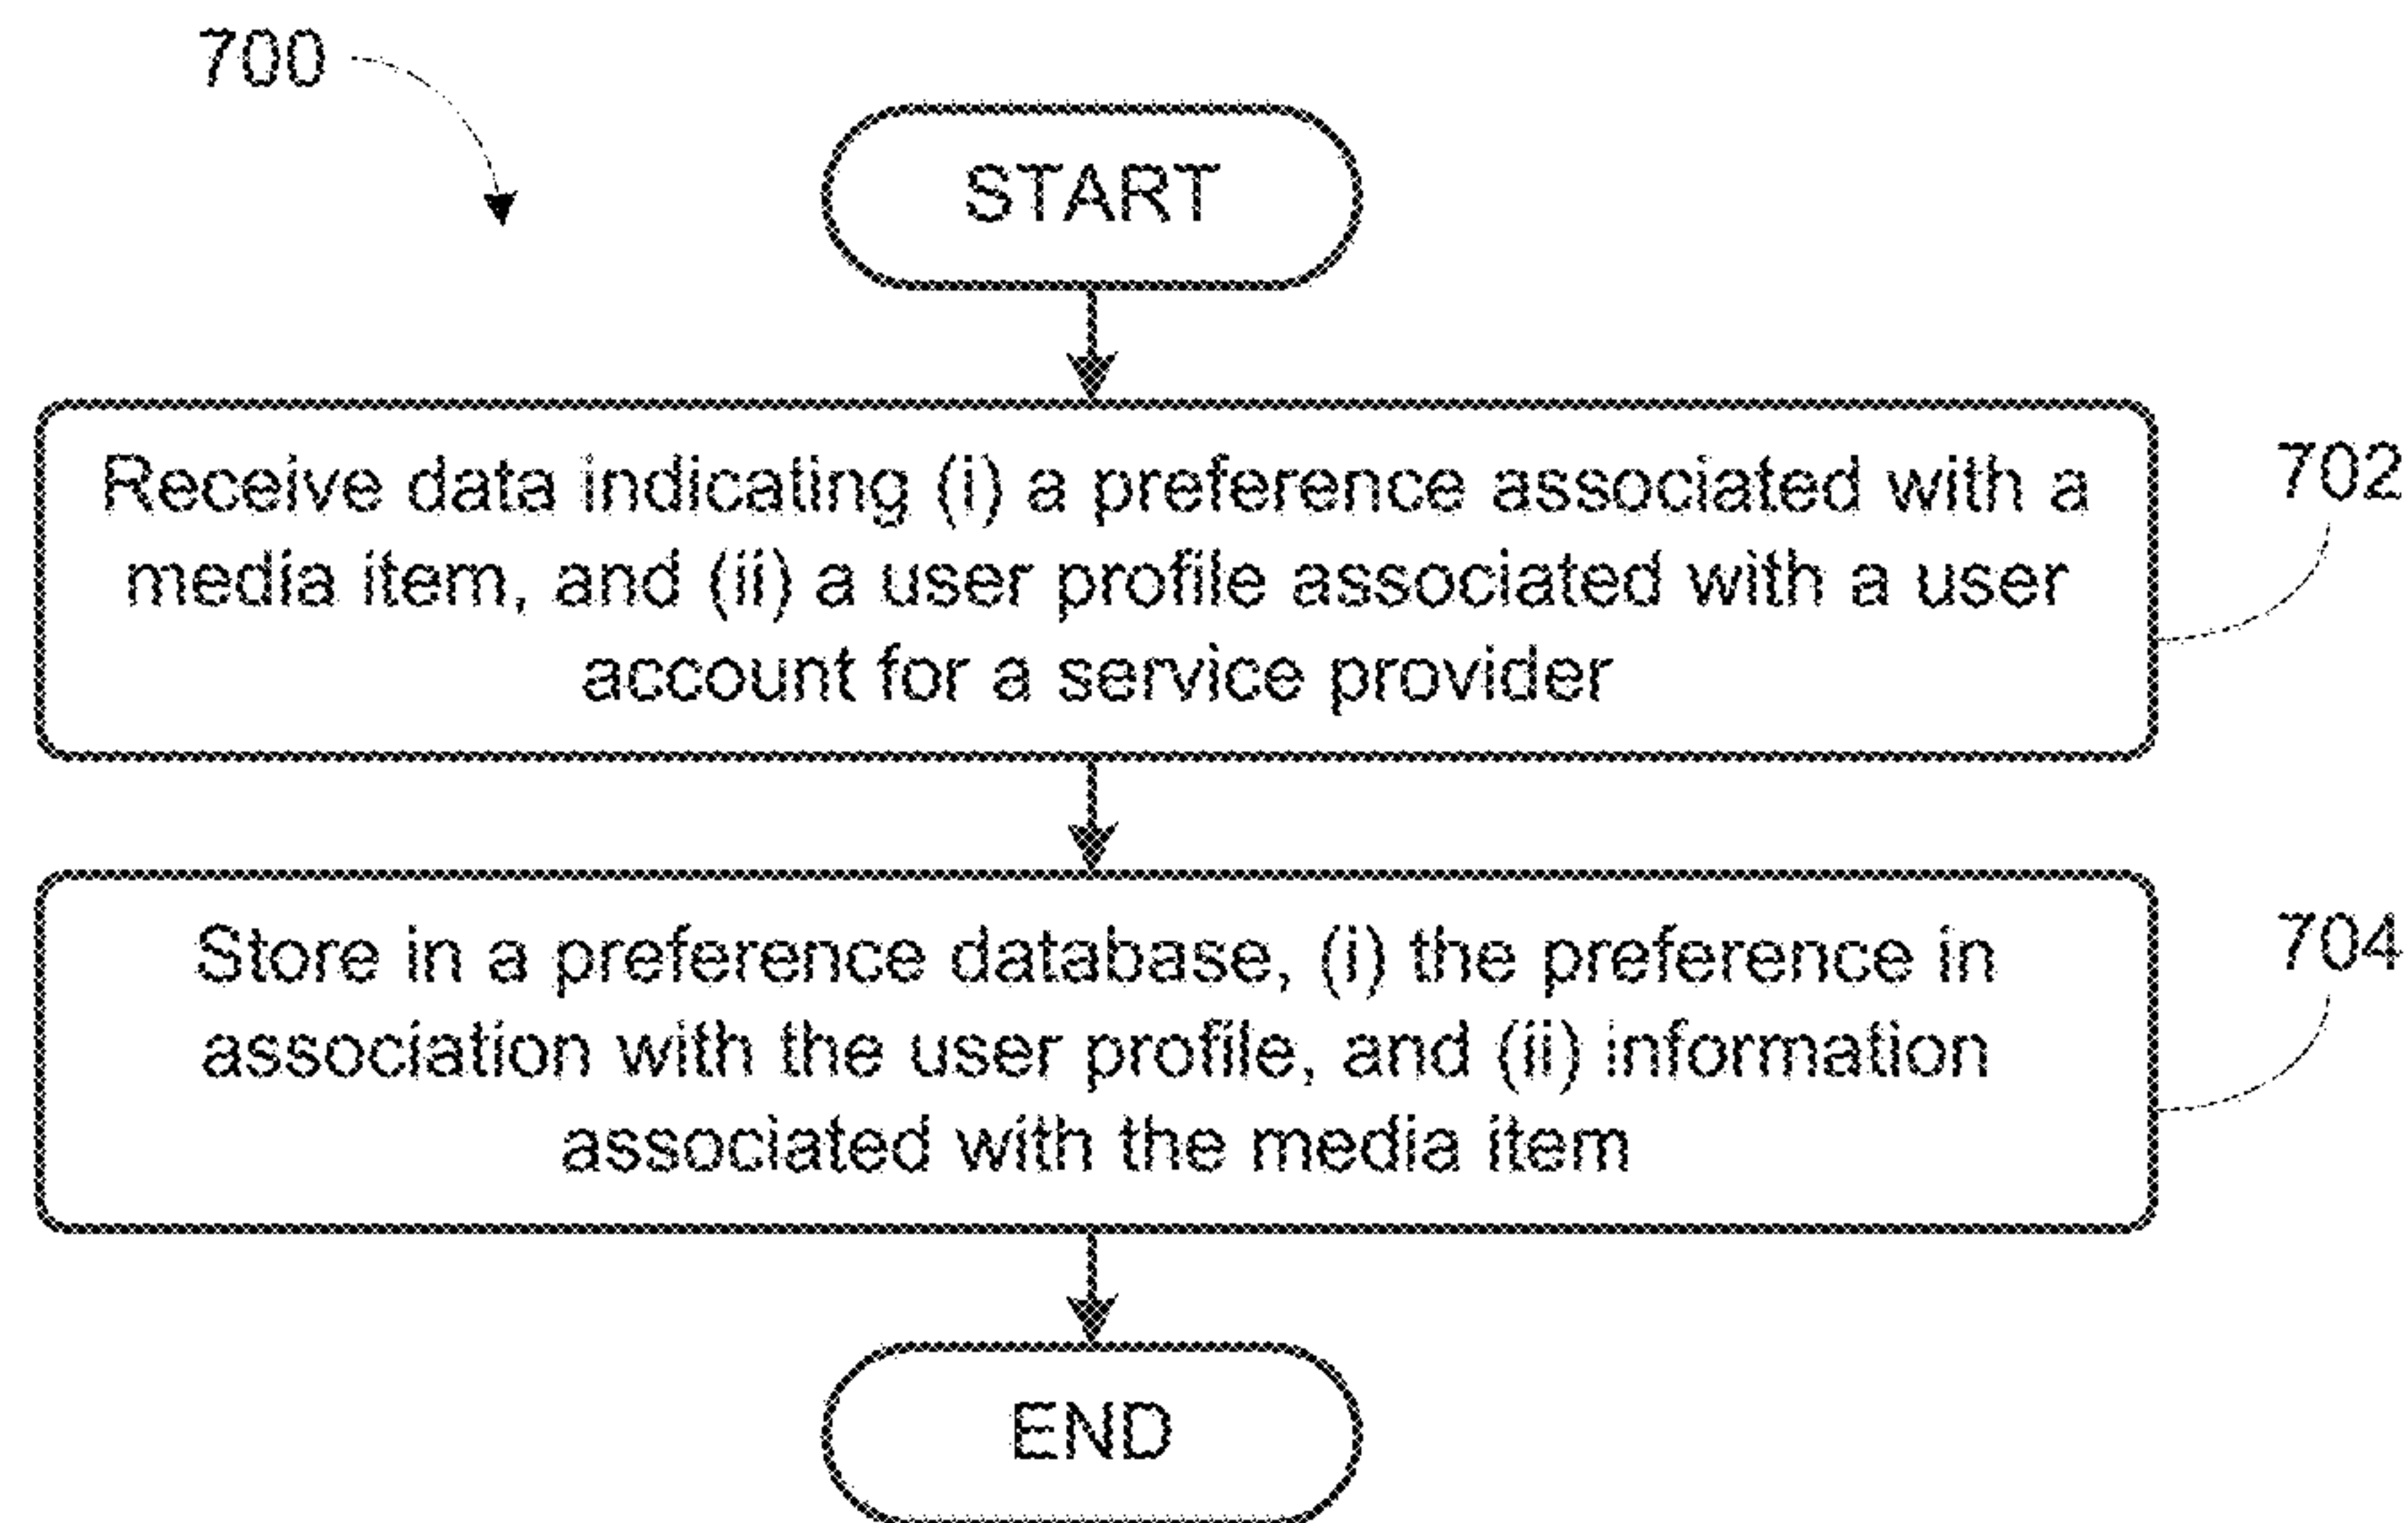 700
START
Receive data indicating (i) a preference associated with a
media item, and (ii) a user profile associated with a user
account for a service provider
702
Store in a preference database, (i) the preference in
association with the user profile, and (ii) information
associated with the media item
704
END